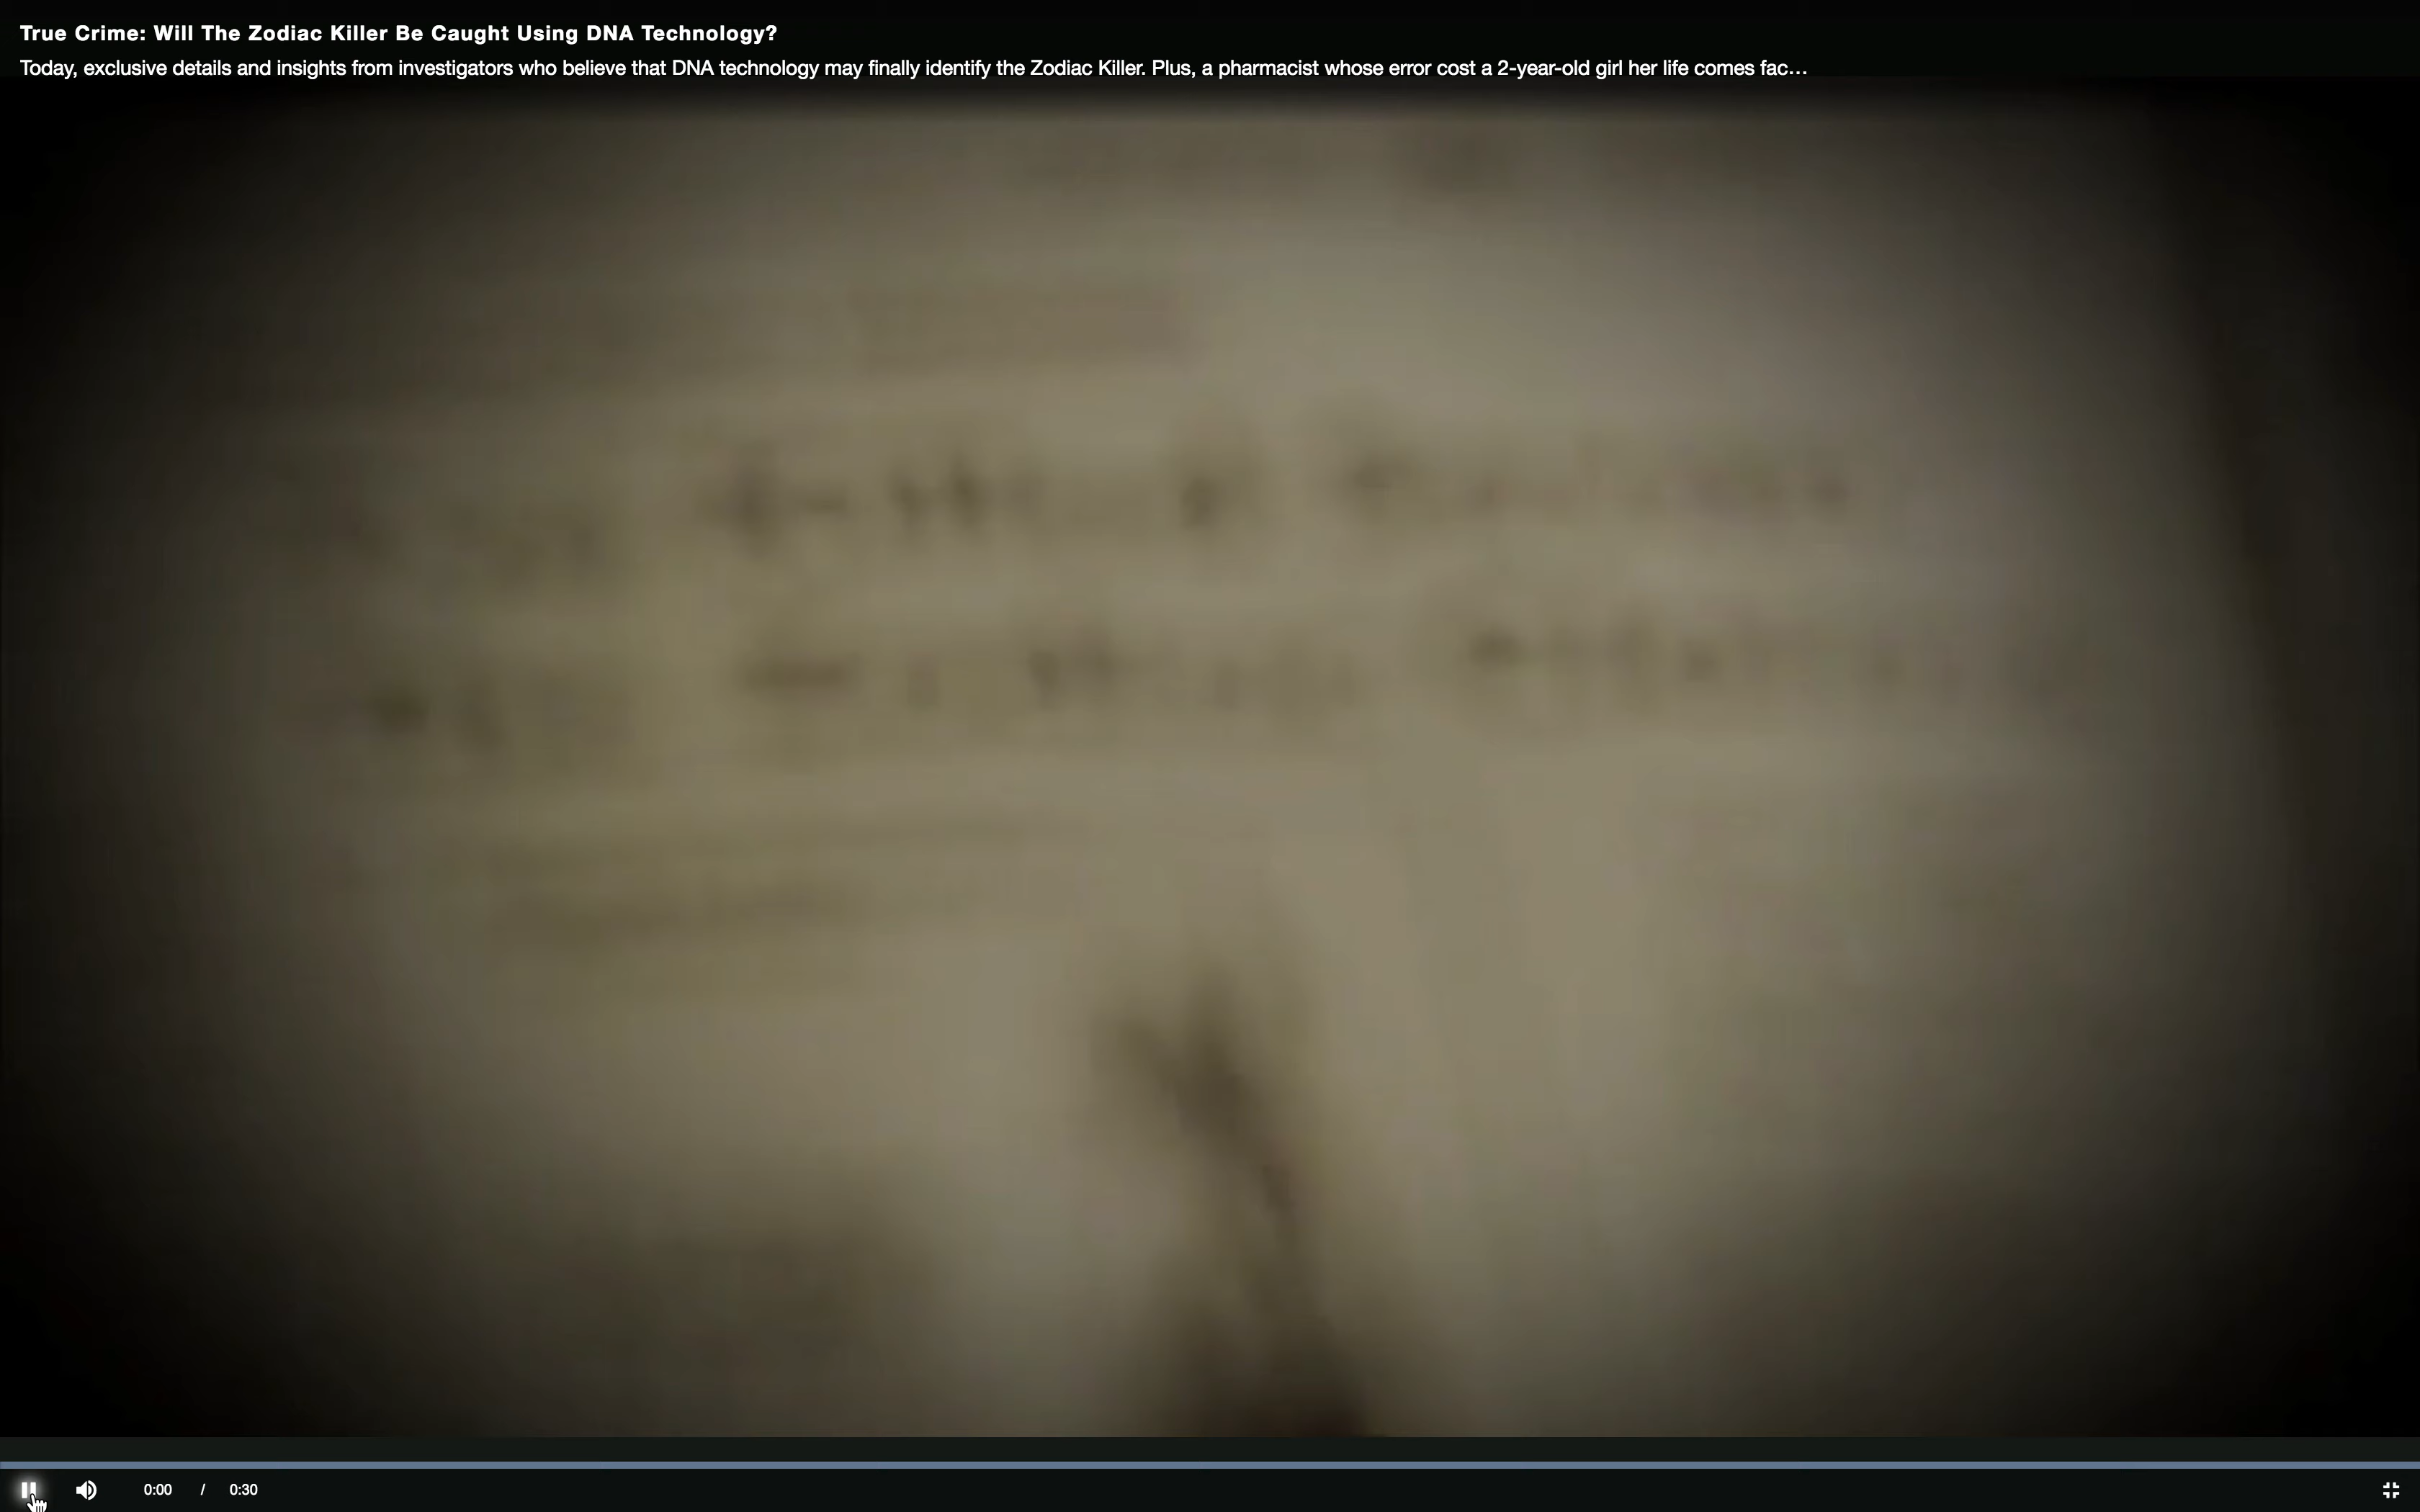 True Crime: Will The Zodiac Killer Be Caught Using DNA Technology?
Today, exclusive details and insights from investigators who believe that DNA technology may finally identify the Zodiac Killer. Plus, a pharmacist whose error cost a 2-year-old girl her life comes fac...
0:00 / 0:30